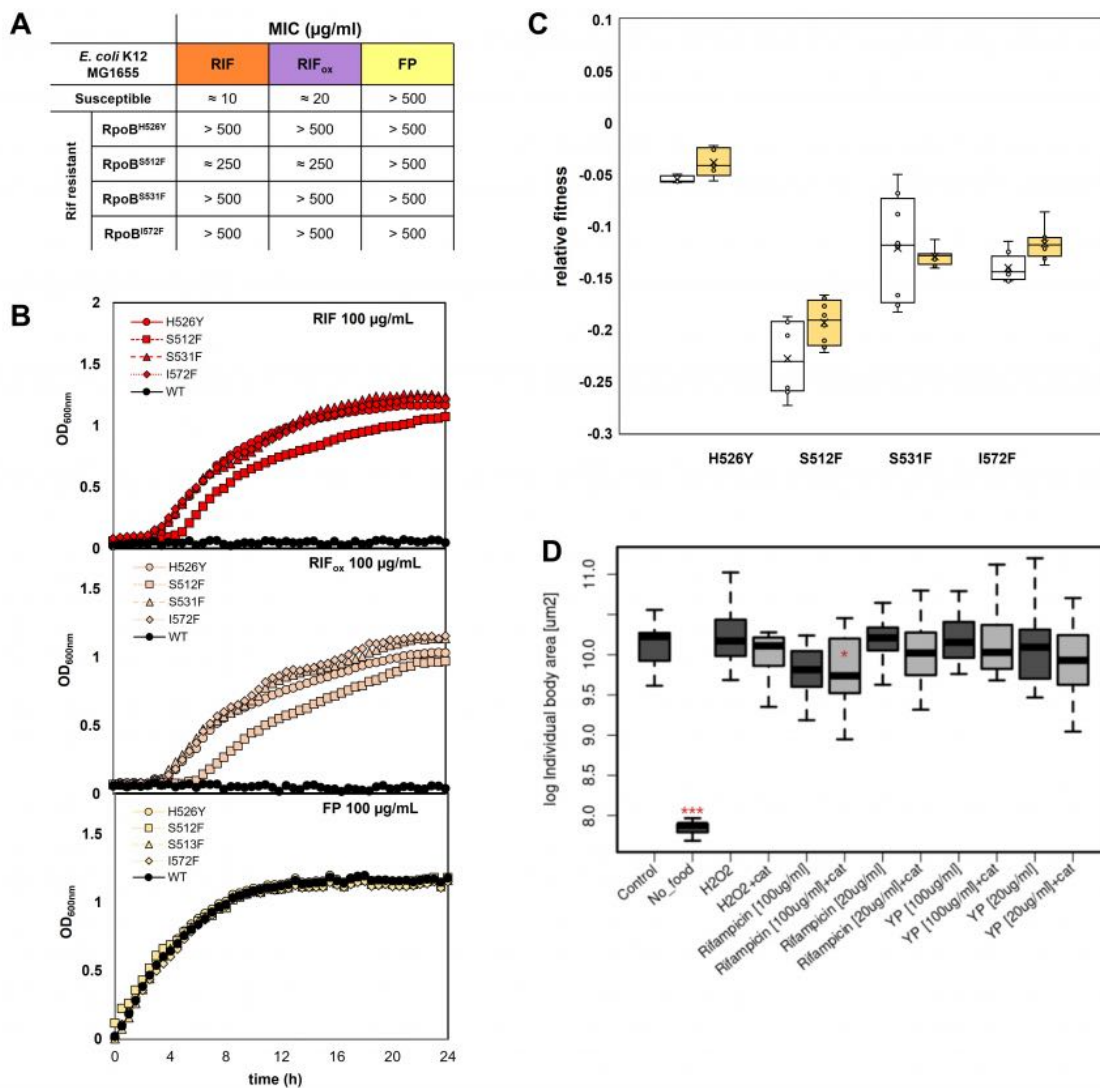 A
MIC (µg/ml)
E. coli K12
MG1655
RIF
RIFox
FP
Susceptible
≈ 10
≈ 20
> 500
Rif resistant
RpoBH526Y
> 500
> 500
> 500
RpoBS512F
≈ 250
≈ 250
> 500
RpoBS531F
> 500
> 500
> 500
RpoBI572F
> 500
> 500
> 500
B
RIF 100 µg/mL
H526Y
S512F
S531F
I572F
WT
2
1.5
1
0.5
0
OD600nm
RIFox 100 µg/mL
H526Y
S512F
S531F
I572F
WT
1.5
1
0.5
0
OD600nm
FP 100 µg/mL
H526Y
S512F
S513F
I572F
WT
1.5
1
0.5
0
OD600nm
0 4 8 12 16 20 24
time (h)
C
0.1
0.05
0
-0.05
-0.1
-0.15
-0.2
-0.25
-0.3
relative fitness
H526Y S512F S531F I572F
D
log Individual body area [um2]
11.0
10.5
10.0
9.5
9.0
8.5
8.0
*
***
Control
No_food
H2O2
H2O2 +cat
Rifampicin [100ug/ml]
Rifampicin [100ug/ml]+cat
Rifampicin [20ug/ml]
Rifampicin [20ug/ml]+cat
YP [100ug/ml]
YP [100ug/ml]+cat
YP [20ug/ml]
YP [20ug/ml]+cat